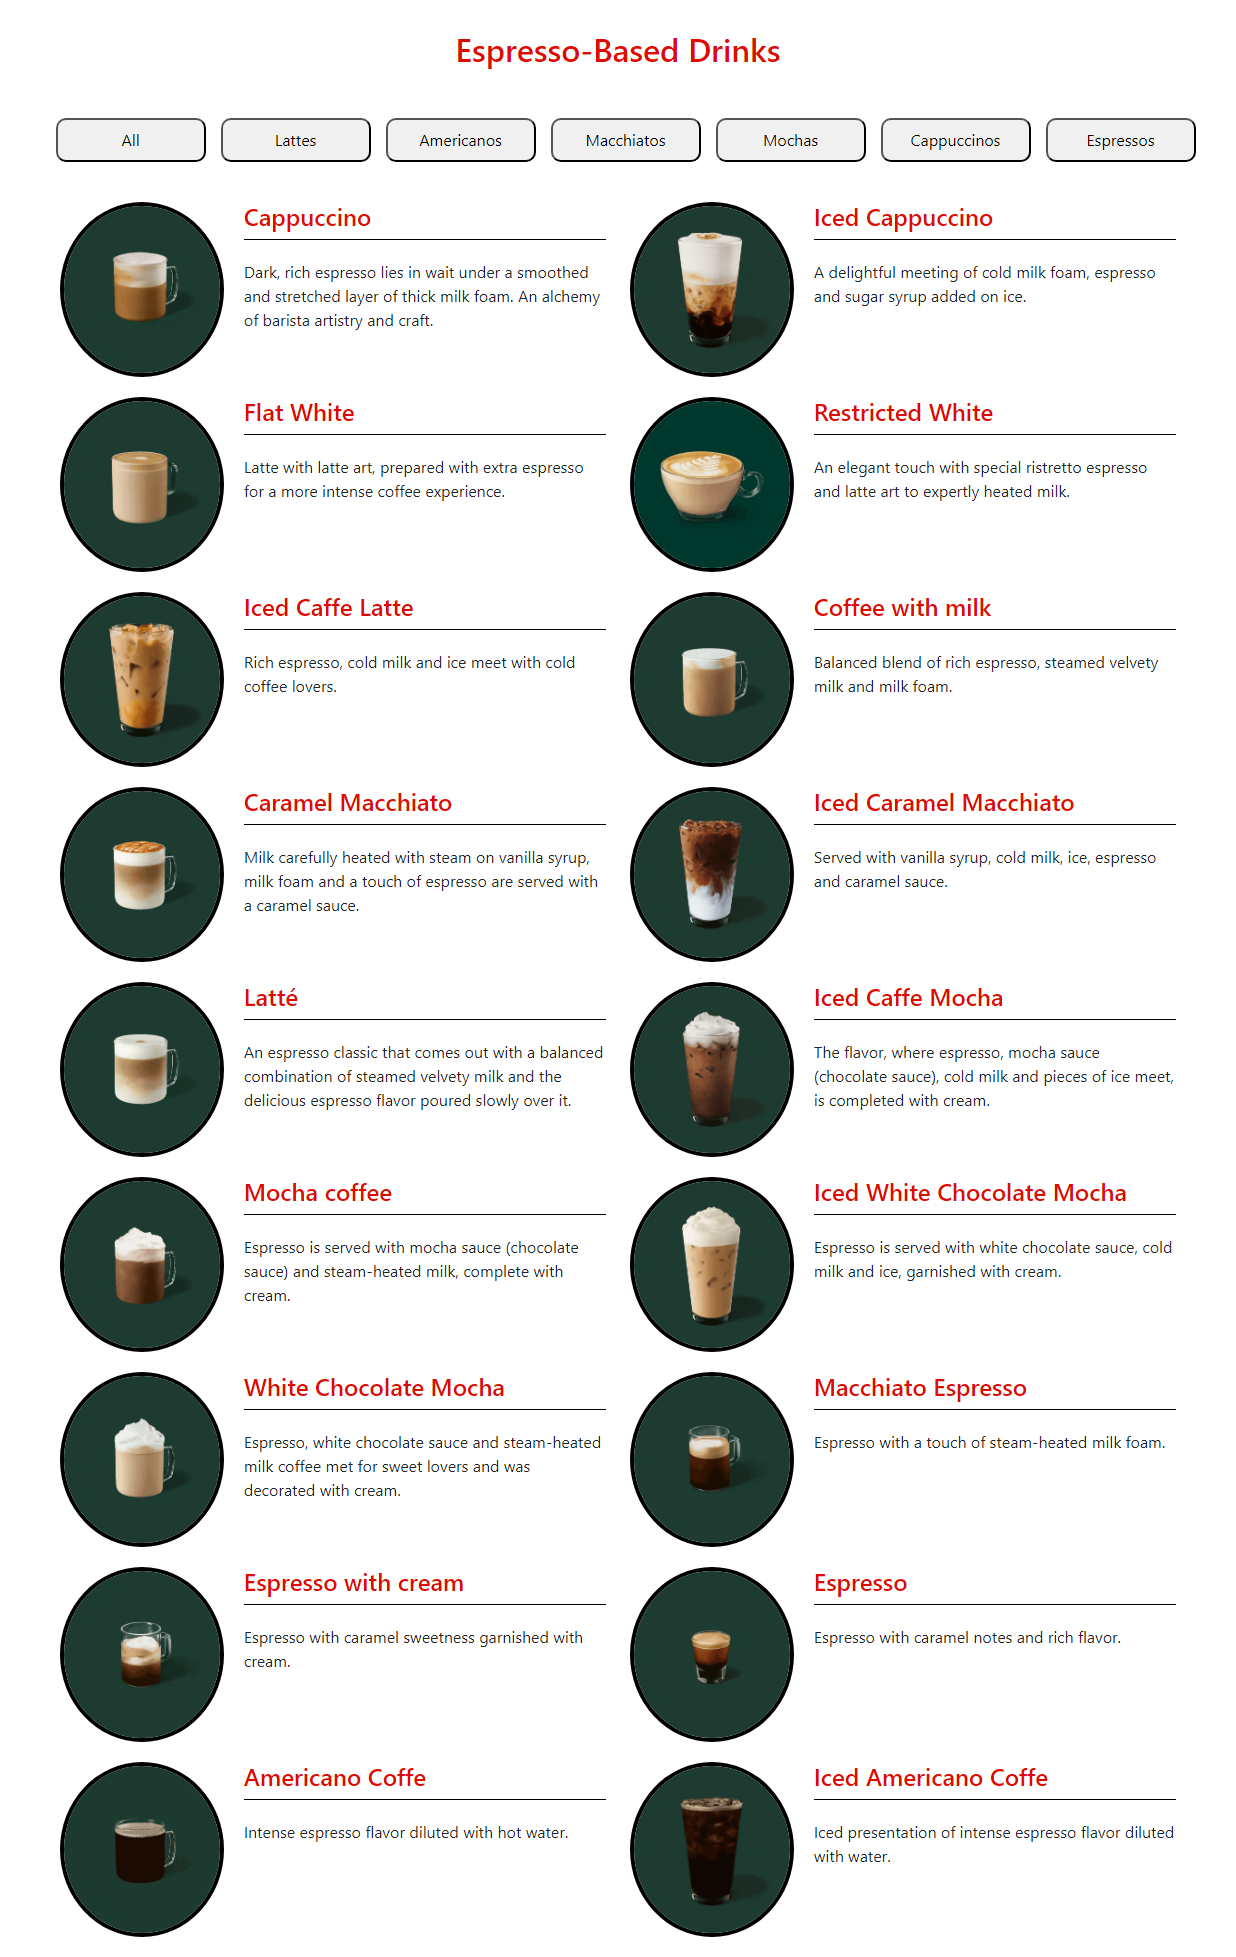 Espresso-Based Drinks
All
Lattes
Americanos
Macchiatos
Mochas
Cappuccinos
Espressos
Cappuccino
Dark, rich espresso lies in wait under a smoothed
and stretched layer of thick milk foam. An alchemy
of barista artistry and craft.
Iced Cappuccino
A delightful meeting of cold milk foam, espresso
and sugar syrup added on ice.
Flat White
Latte with latte art, prepared with extra espresso
for a more intense coffee experience.
Restricted White
An elegant touch with special ristretto espresso
and latte art to expertly heated milk.
Iced Caffe Latte
Rich espresso, cold milk and ice meet with cold
coffee lovers.
Coffee with milk
Balanced blend of rich espresso, steamed velvety
milk and milk foam.
Caramel Macchiato
Milk carefully heated with steam on vanilla syrup,
milk foam and a touch of espresso are served with
a caramel sauce.
Iced Caramel Macchiato
Served with vanilla syrup, cold milk, ice, espresso
and caramel sauce.
Latté
An espresso classic that comes out with a balanced
combination of steamed velvety milk and the
delicious espresso flavor poured slowly over it.
Iced Caffe Mocha
The flavor, where espresso, mocha sauce
(chocolate sauce), cold milk and pieces of ice meet,
is completed with cream.
Mocha coffee
Espresso is served with mocha sauce (chocolate
sauce) and steam-heated milk, complete with
cream.
Iced White Chocolate Mocha
Espresso is served with white chocolate sauce, cold
milk and ice, garnished with cream.
White Chocolate Mocha
Espresso, white chocolate sauce and steam-heated
milk coffee met for sweet lovers and was
decorated with cream.
Macchiato Espresso
Espresso with a touch of steam-heated milk foam.
Espresso with cream
Espresso with caramel sweetness garnished with
cream.
Espresso
Espresso with caramel notes and rich flavor.
Americano Coffe
Intense espresso flavor diluted with hot water.
Iced Americano Coffe
Iced presentation of intense espresso flavor diluted
with water.